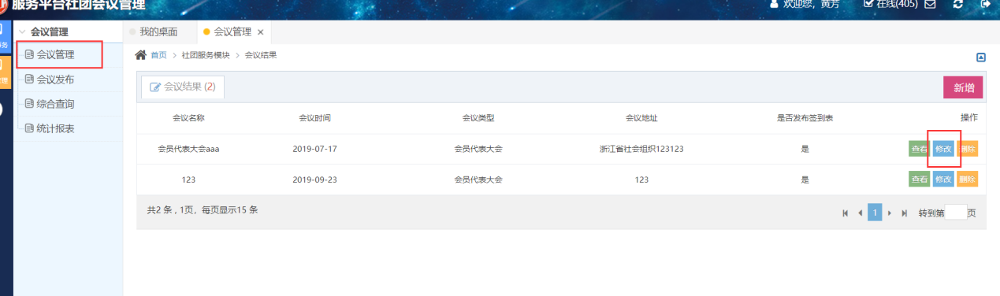 服务平台社团会议管理
欢迎您，黄芳 在线(405)
会议管理
会议管理
会议发布
综合查询
统计报表
我的桌面 会议管理 ×
首页 > 社团服务模块 > 会议结果
会议结果 (2) 新增
会议名称 会议时间 会议类型 会议地址 是否发布签到表 操作
会员代表大会aaa 2019-07-17 会员代表大会 浙江省社会组织123123 是 查看 修改 删除
123 2019-09-23 会员代表大会 123 是 查看 修改 删除
共2 条 , 1页，每页显示15 条 1 转到第 页